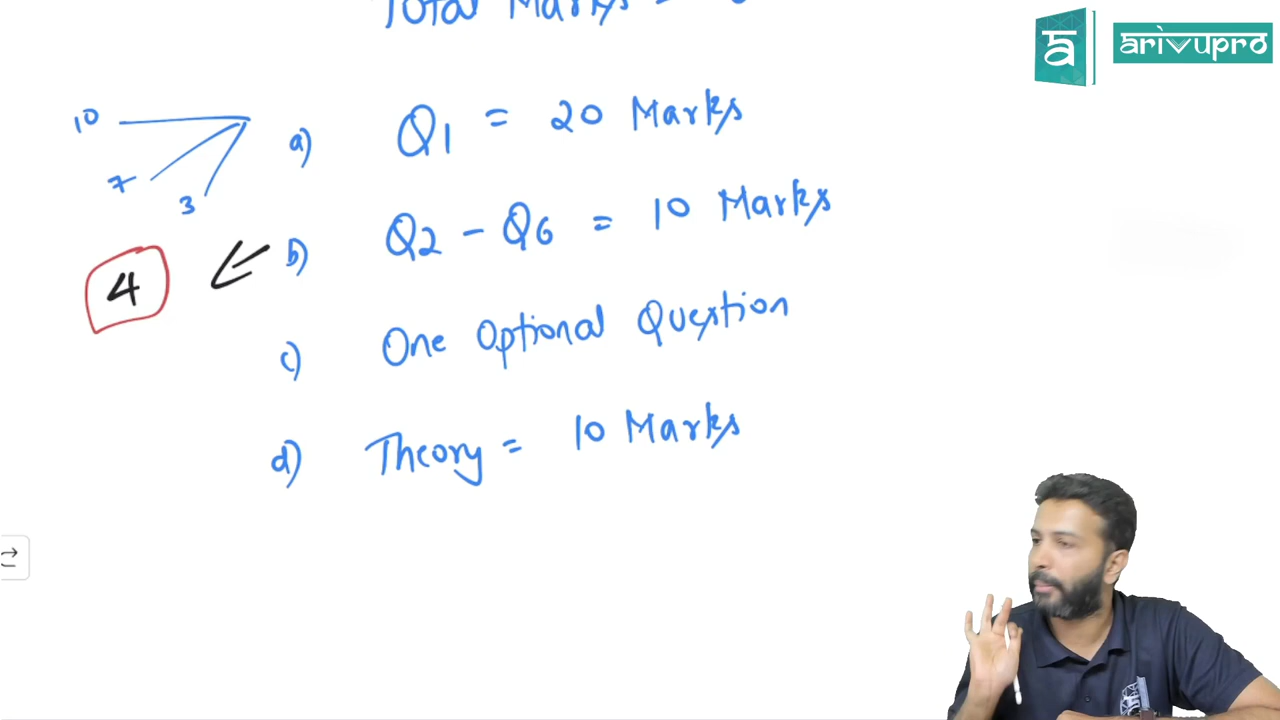 Total Marks =
ā arivupro
10
a) Q1 = 20 Marks
7
3
b) Q2 - Q6 = 10 Marks
4
c) One Optional Question
d) Theory = 10 Marks